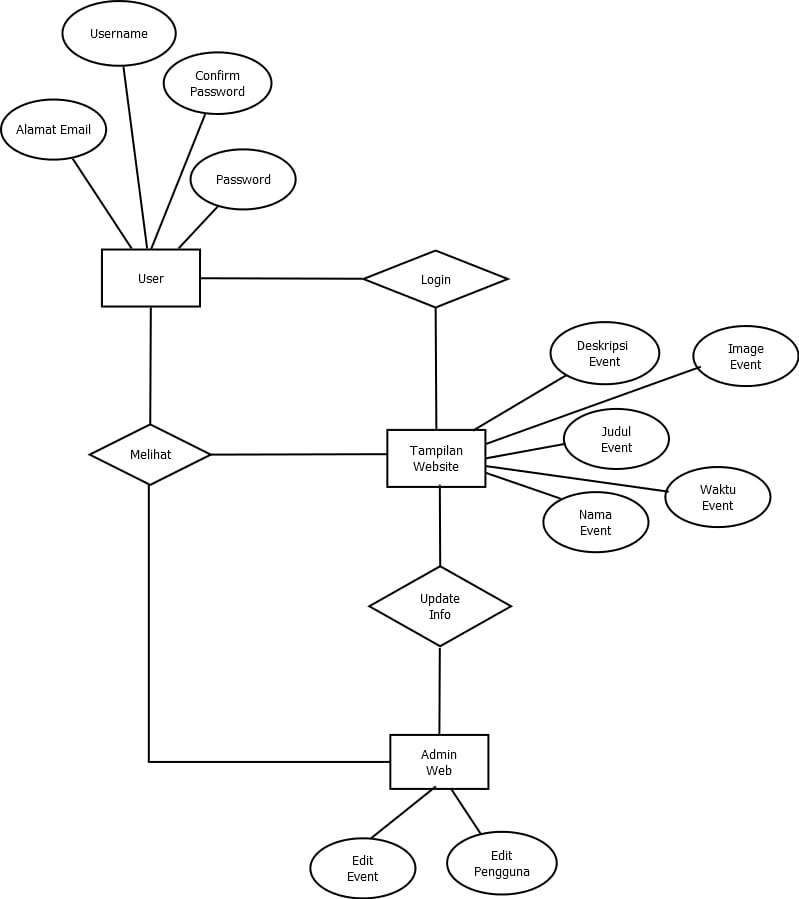 Username
Confirm
Password
Alamat Email
Password
User
Login
Deskripsi
Event
Image
Event
Judul
Event
Melihat
Tampilan
Website
Waktu
Event
Nama
Event
Update
Info
Admin
Web
Edit
Event
Edit
Pengguna